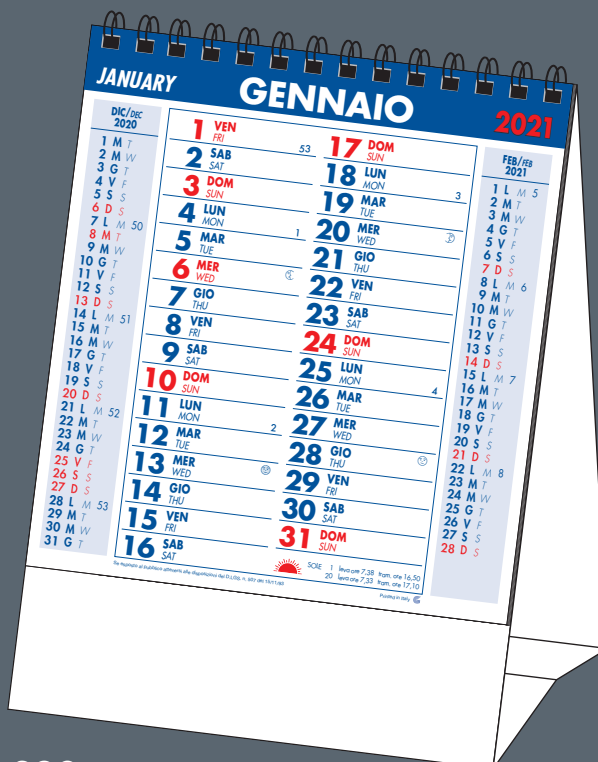 JANUARY
GENNAIO
2021
DIC/DEC
2020
1 M T
2 M W
3 G T
4 V F
5 S S
6 D S
7 L M 50
8 M T
9 M W
10 G T
11 V F
12 S S
13 D S
14 L M 51
15 M T
16 M W
17 G T
18 V F
19 S S
20 D S
21 L M 52
22 M T
23 M W
24 G T
25 V F
26 S S
27 D S
28 L M 53
29 M T
30 M W
31 G T
1 VEN FRI 53
2 SAB SAT
3 DOM SUN
4 LUN MON 1
5 MAR TUE
6 MER WED
7 GIO THU
8 VEN FRI
9 SAB SAT
10 DOM SUN
11 LUN MON 2
12 MAR TUE
13 MER WED
14 GIO THU
15 VEN FRI
16 SAB SAT
17 DOM SUN
18 LUN MON 3
19 MAR TUE
20 MER WED
21 GIO THU
22 VEN FRI
23 SAB SAT
24 DOM SUN
25 LUN MON 4
26 MAR TUE
27 MER WED
28 GIO THU
29 VEN FRI
30 SAB SAT
31 DOM SUN
SOLE 1 leva ore 7,38 tram. ore 16,50
20 leva ore 7,33 tram. ore 17,10
Printed in Italy
FEB/FEB
2021
1 L M 5
2 M T
3 M W
4 G T
5 V F
6 S S
7 D S
8 L M 6
9 M T
10 M W
11 G T
12 V F
13 S S
14 D S
15 L M 7
16 M T
17 M W
18 G T
19 V F
20 S S
21 D S
22 L M 8
23 M T
24 M W
25 G T
26 V F
27 S S
28 D S